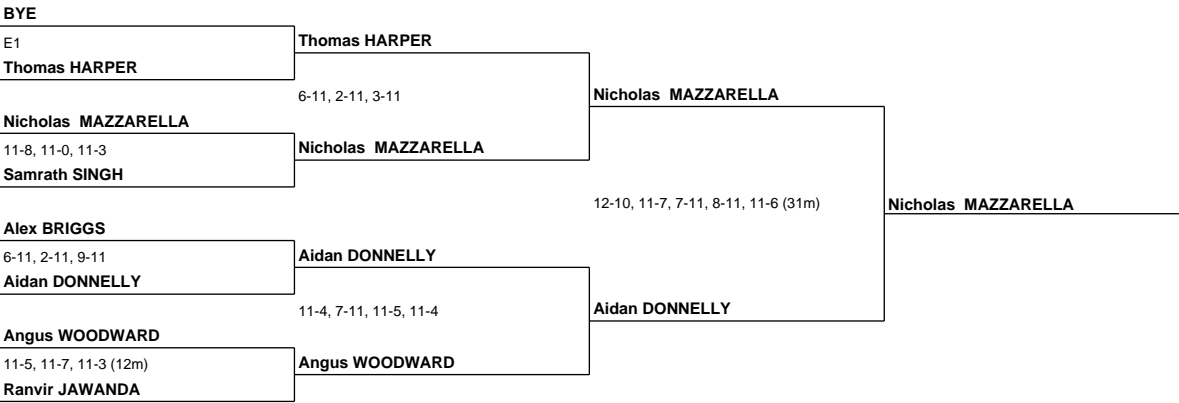 BYE
E1
Thomas HARPER
Thomas HARPER
6-11, 2-11, 3-11
Nicholas MAZZARELLA
Nicholas MAZZARELLA
11-8, 11-0, 11-3
Nicholas MAZZARELLA
Samrath SINGH
12-10, 11-7, 7-11, 8-11, 11-6 (31m)
Nicholas MAZZARELLA
Alex BRIGGS
6-11, 2-11, 9-11
Aidan DONNELLY
Aidan DONNELLY
11-4, 7-11, 11-5, 11-4
Aidan DONNELLY
Angus WOODWARD
11-5, 11-7, 11-3 (12m)
Angus WOODWARD
Ranvir JAWANDA